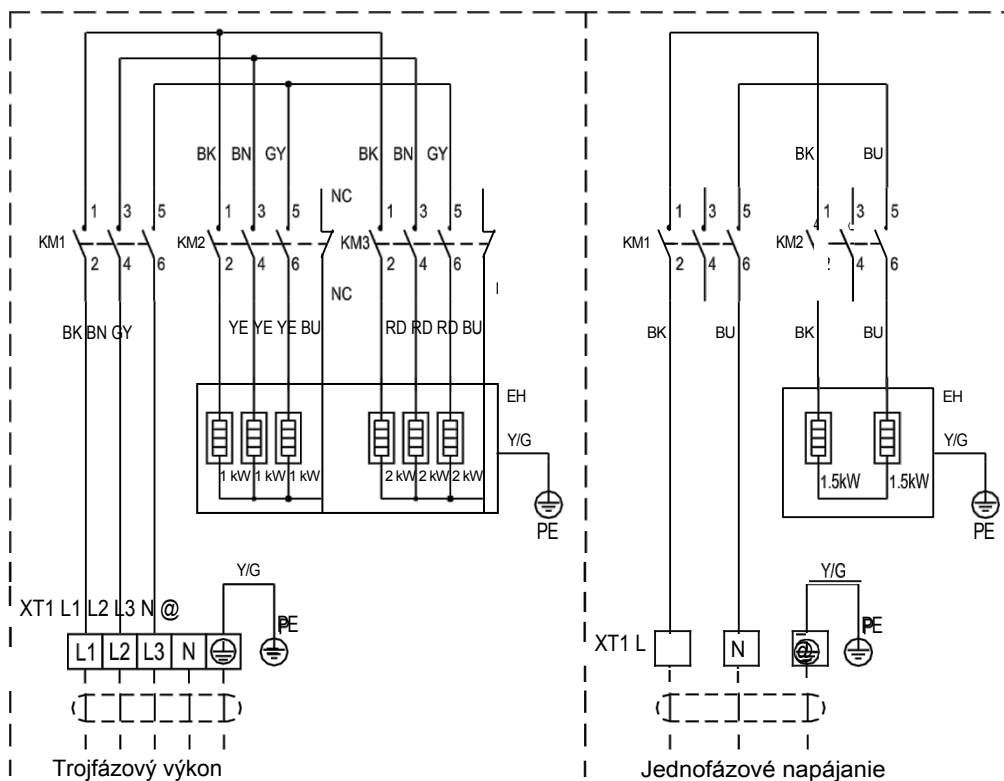 BK BN GY BK BN GY
NC
1 3 5 1 3 5 5
KM1 KM2 KM3
2 4 6 2 4 6 2 4 6
NC
BK BN GY YE YE YE BU RD RD RD BU
EH
Y/G
1 kW 1 kW 1 kW 2 kW 2 kW 2 kW
PE
Y/G
XT1 L1 L2 L3 N @
PE
L1 L2 L3 N
Trojfázový výkon
BK BU
1 3 5 1 5
KM1 KM2
2 4 6 4 6
BK BU BK BU
EH
Y/G
1.5kW 1.5kW
PE
Y/G
PE
XT1 L N
Jednofázové napájanie